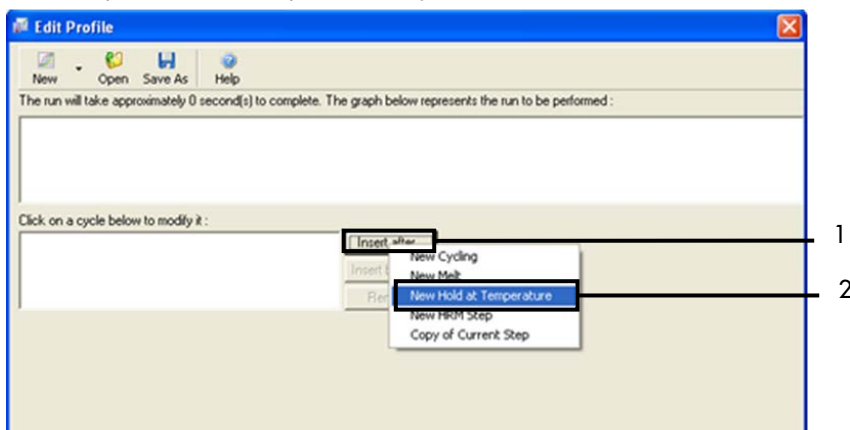 Edit Profile
New Open Save As Help
The run will take approximately 0 second(s) to complete. The graph below represents the run to be performed :
Click on a cycle below to modify it :
Insert after... 1
New Cycling
Insert
New Melt
New Hold at Temperature 2
New HRM Step
Copy of Current Step